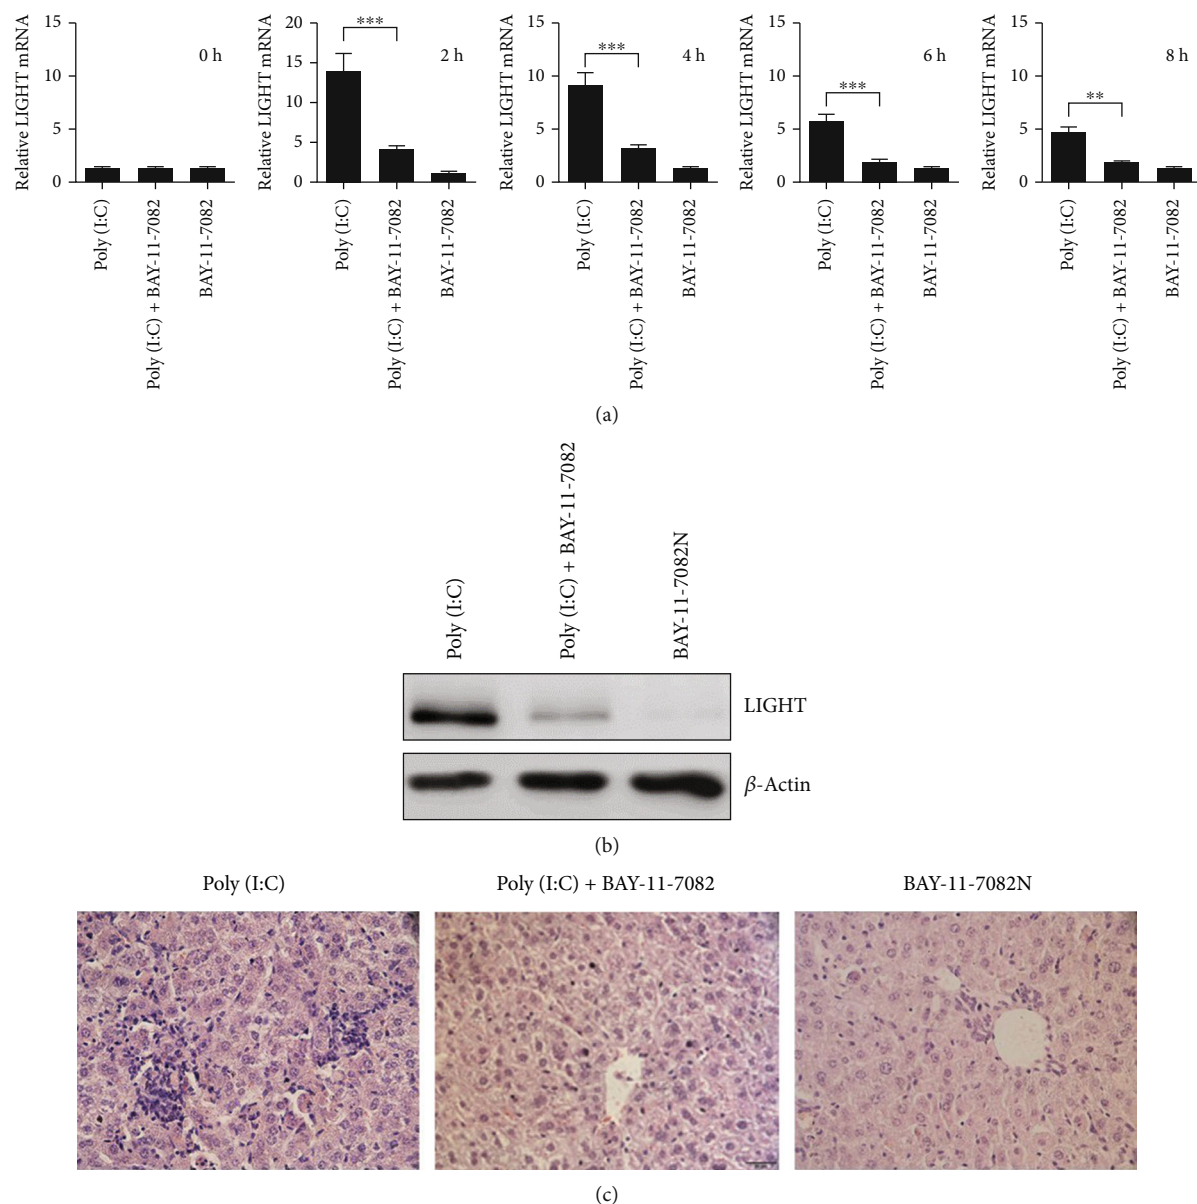 Relative LIGHT mRNA
15
10
5
0
0 h
Poly (I:C)
Poly (I:C) + BAY-11-7082
BAY-11-7082
Relative LIGHT mRNA
20
15
10
5
0
***
2 h
Poly (I:C)
Poly (I:C) + BAY-11-7082
BAY-11-7082
Relative LIGHT mRNA
15
10
5
0
***
4 h
Poly (I:C)
Poly (I:C) + BAY-11-7082
BAY-11-7082
Relative LIGHT mRNA
15
10
5
0
***
6 h
Poly (I:C)
Poly (I:C) + BAY-11-7082
BAY-11-7082
Relative LIGHT mRNA
15
10
5
0
**
8 h
Poly (I:C)
Poly (I:C) + BAY-11-7082
BAY-11-7082
(a)
Poly (I:C)
Poly (I:C) + BAY-11-7082
BAY-11-7082N
LIGHT
β-Actin
(b)
Poly (I:C)
Poly (I:C) + BAY-11-7082
BAY-11-7082N
(c)